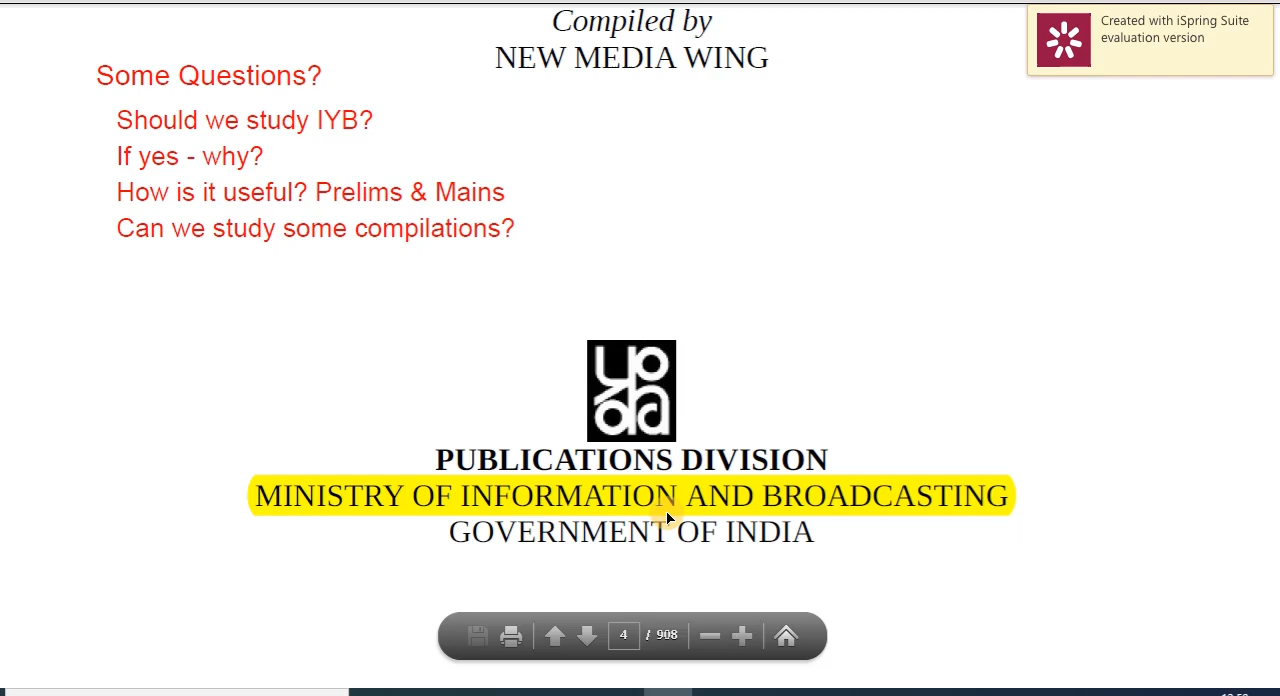 Compiled by
NEW MEDIA WING
Created with iSpring Suite
evaluation version
Some Questions?
Should we study IYB?
If yes - why?
How is it useful? Prelims & Mains
Can we study some compilations?
PUBLICATIONS DIVISION
MINISTRY OF INFORMATION AND BROADCASTING
GOVERNMENT OF INDIA
4 / 908